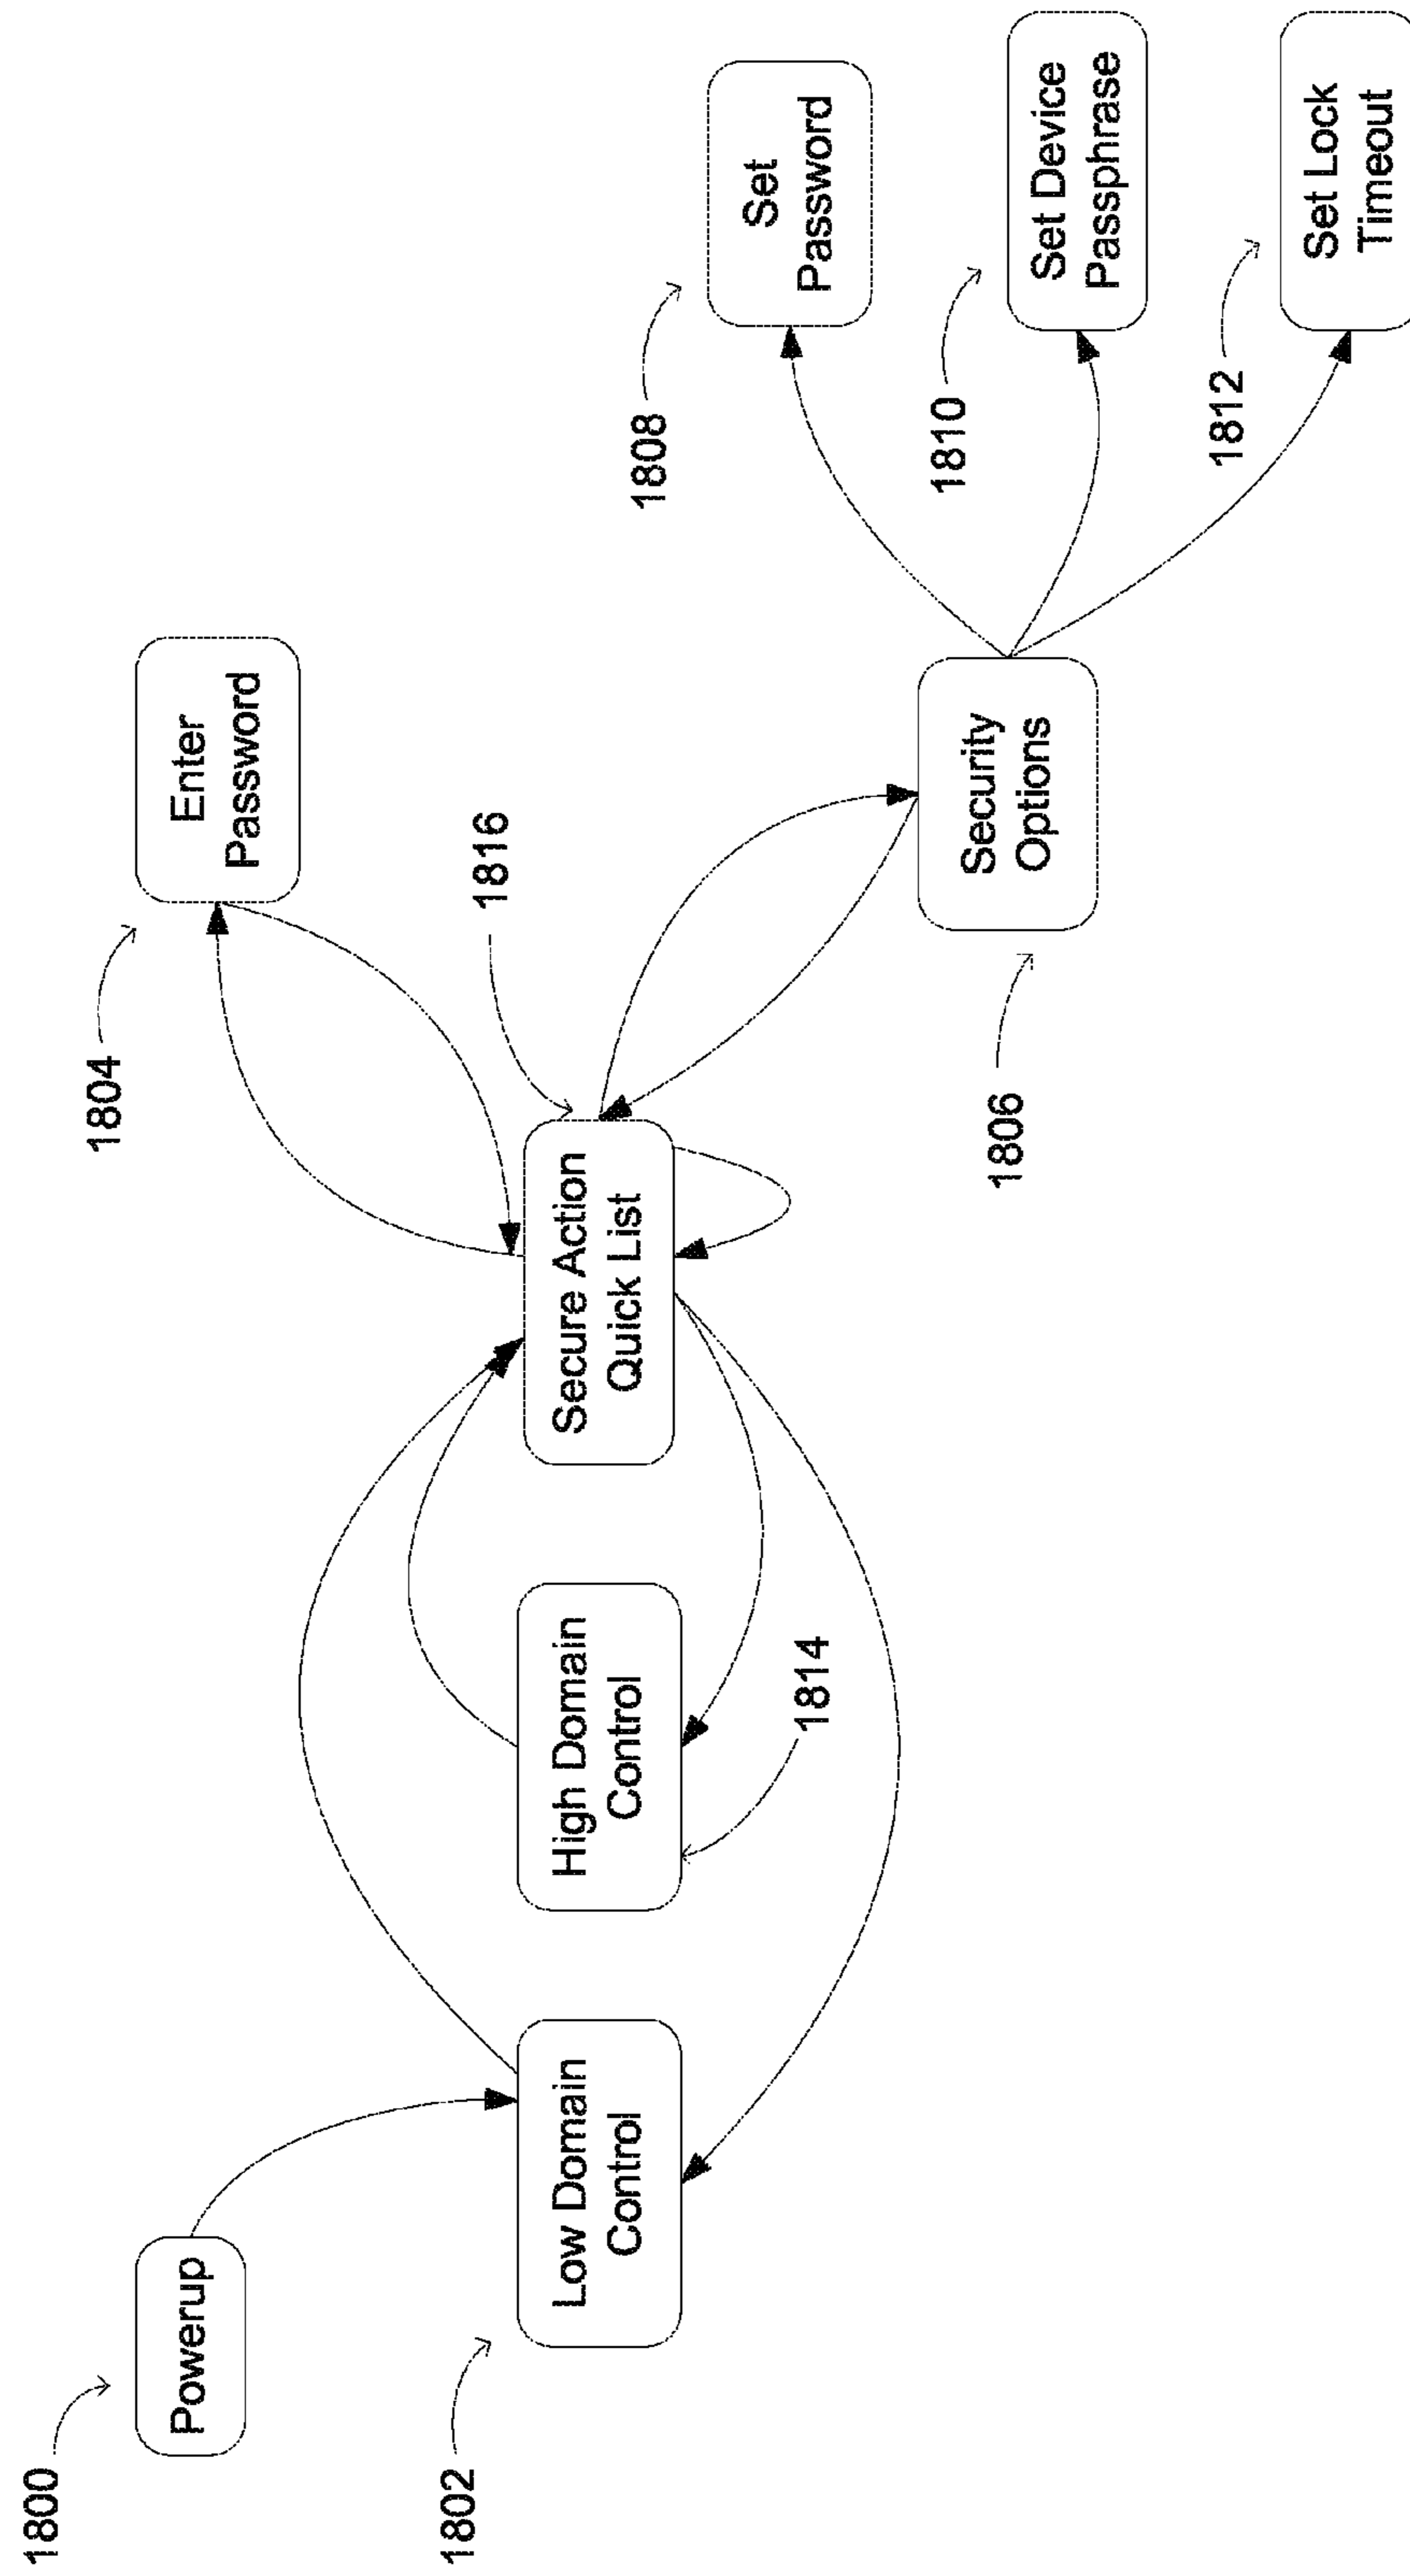 1800
Powerup
1802
Low Domain
Control
High Domain
Control
1814
Secure Action
Quick List
1816
1804
Enter
Password
1806
Security
Options
1808
Set
Password
1810
Set Device
Passphrase
1812
Set Lock
Timeout